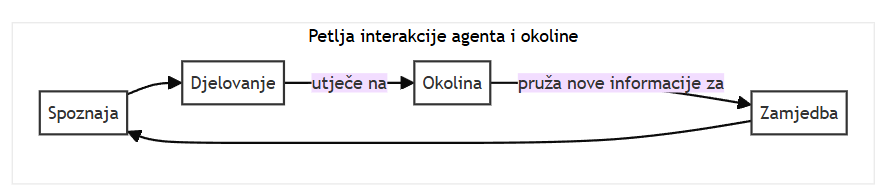 Petlja interakcije agenta i okoline
Spoznaja
Djelovanje
utječe na
Okolina
pruža nove informacije za
Zamjedba